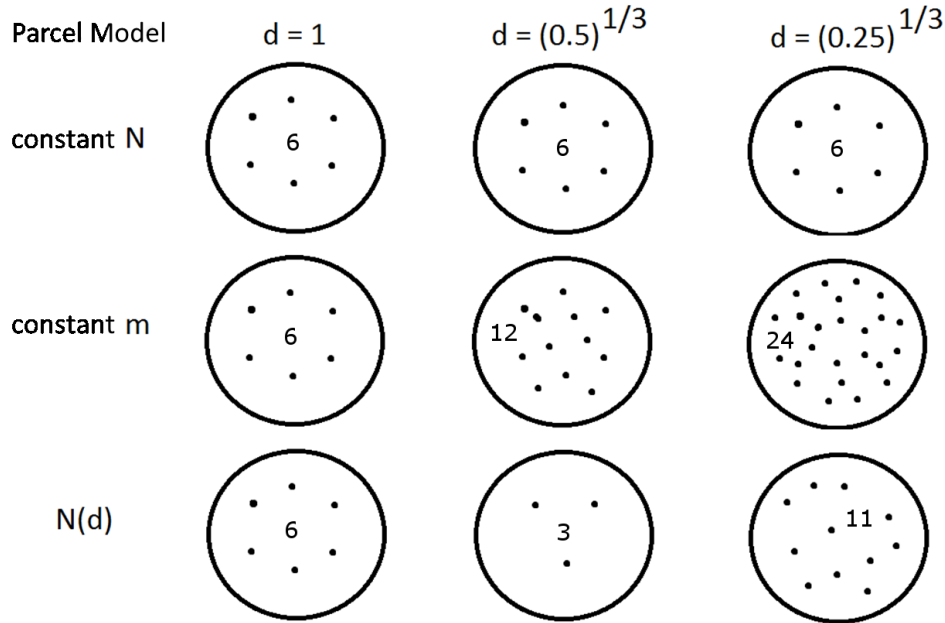 Parcel Model d = 1 d = (0.5)^1/3 d = (0.25)^1/3
constant N 6 6 6
constant m 6 12 24
N(d) 6 3 11